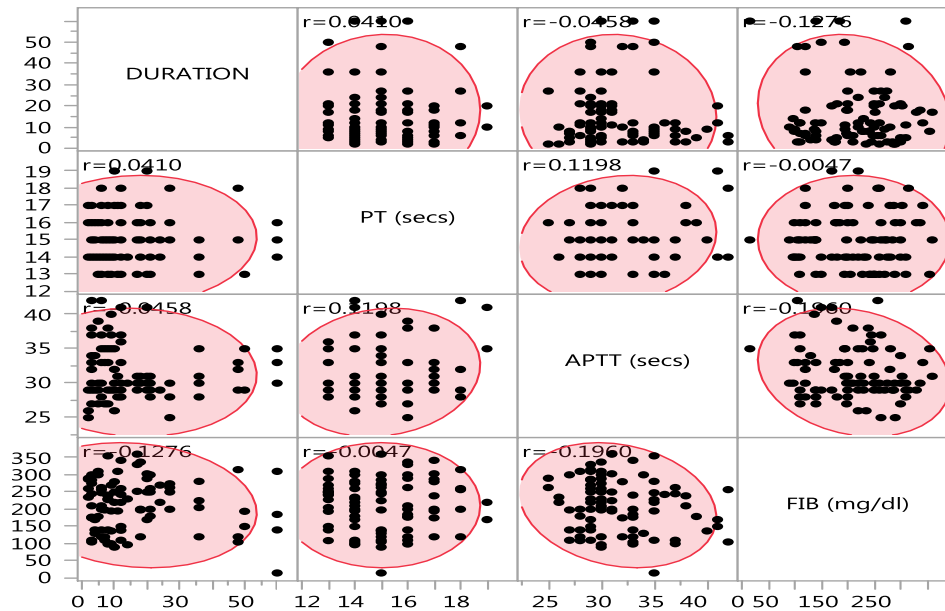 r=0.0410 r=-0.0458 r=-0.1276
50
40
30
20
10
0
DURATION
r=0.0410 r=0.1198 r=-0.0047
19
18
17
16
15
14
13
12
PT (secs)
r=-0.0458 r=0.1198 r=-0.1960
40
35
30
25
APTT (secs)
r=-0.1276 r=-0.0047 r=-0.1960
350
300
250
200
150
100
50
0
FIB (mg/dl)
0 10 30 50 12 14 16 18 25 30 35 40 0 50 150 250